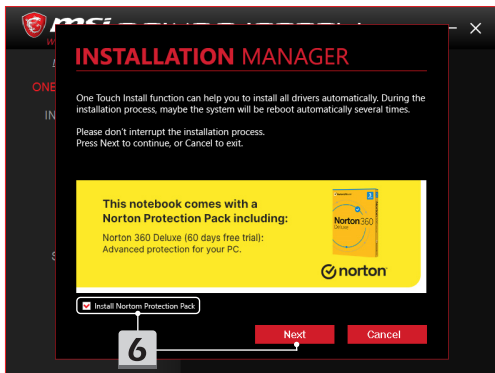 msi
INSTALLATION MANAGER
ONE
IN
One Touch Install function can help you to install all drivers automatically. During the
installation process, maybe the system will be reboot automatically several times.
Please don't interrupt the installation process.
Press Next to continue, or Cancel to exit.
This notebook comes with a
Norton Protection Pack including:
Norton 360 Deluxe (60 days free trial):
Advanced protection for your PC.
Norton 360
Deluxe
norton
Install Nortom Protection Pack
6
Next
Cancel